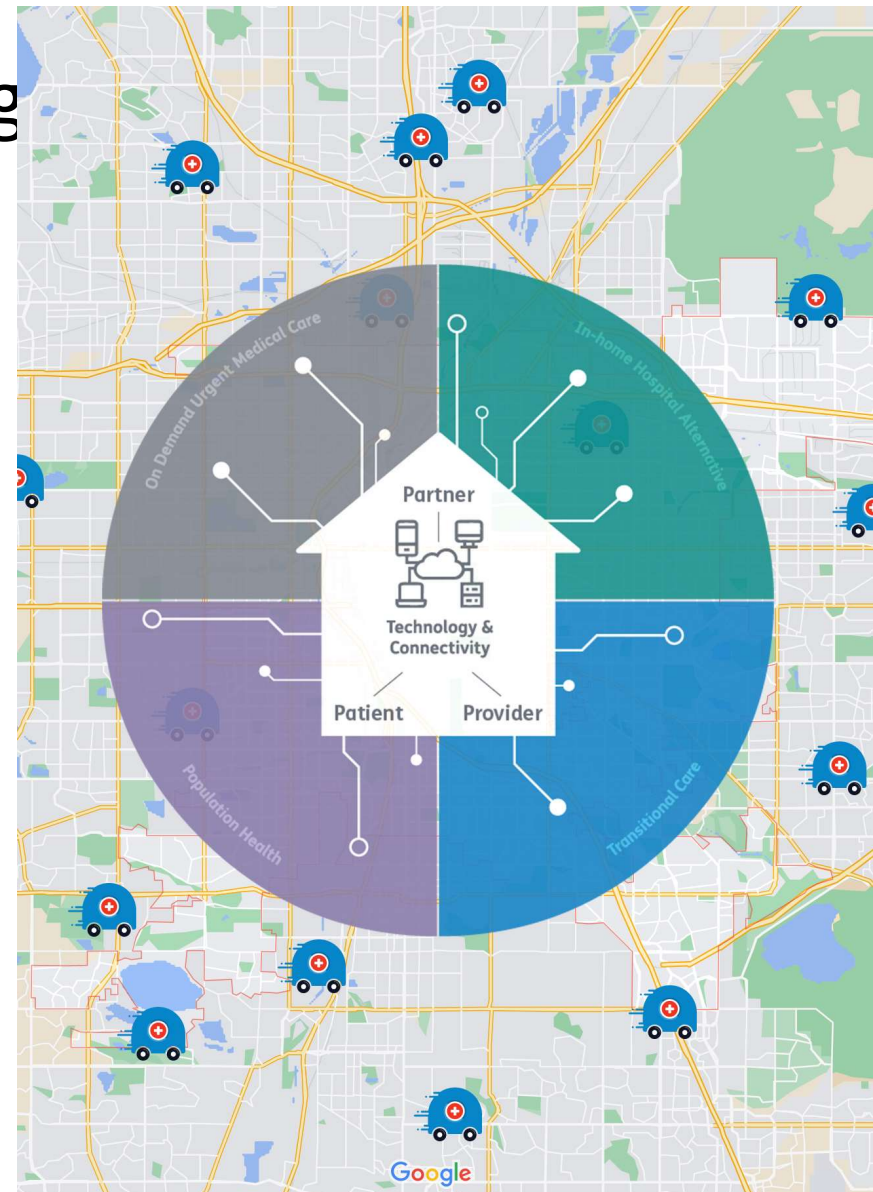 g
On Demand Urgent Medical Care
In-home Hospital Alternative
Partner
Technology &
Connectivity
Patient
Provider
Population Health
Transitional Care
Google